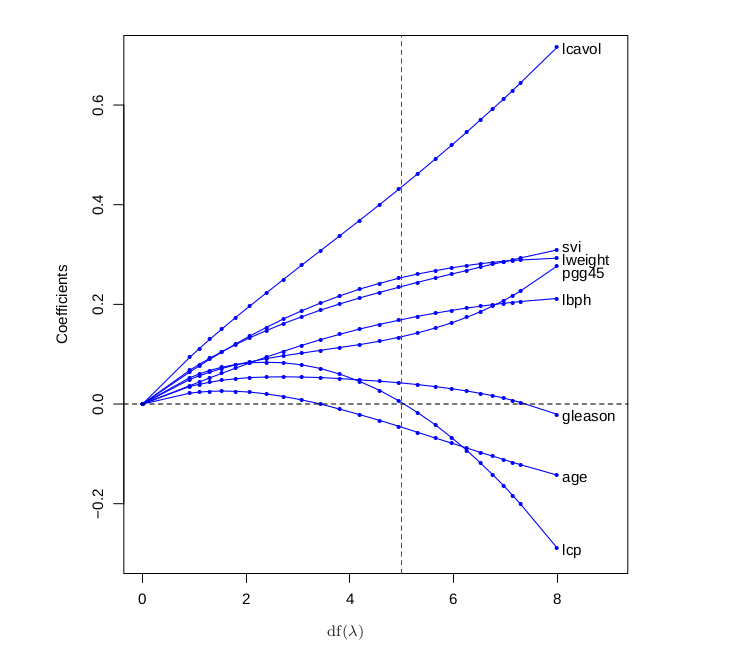 lcavol
0.6
0.4
svi
lweight
pgg45
Coefficients
0.2
lbph
0.0
gleason
age
−0.2
lcp
0 2 4 6 8
df(λ)